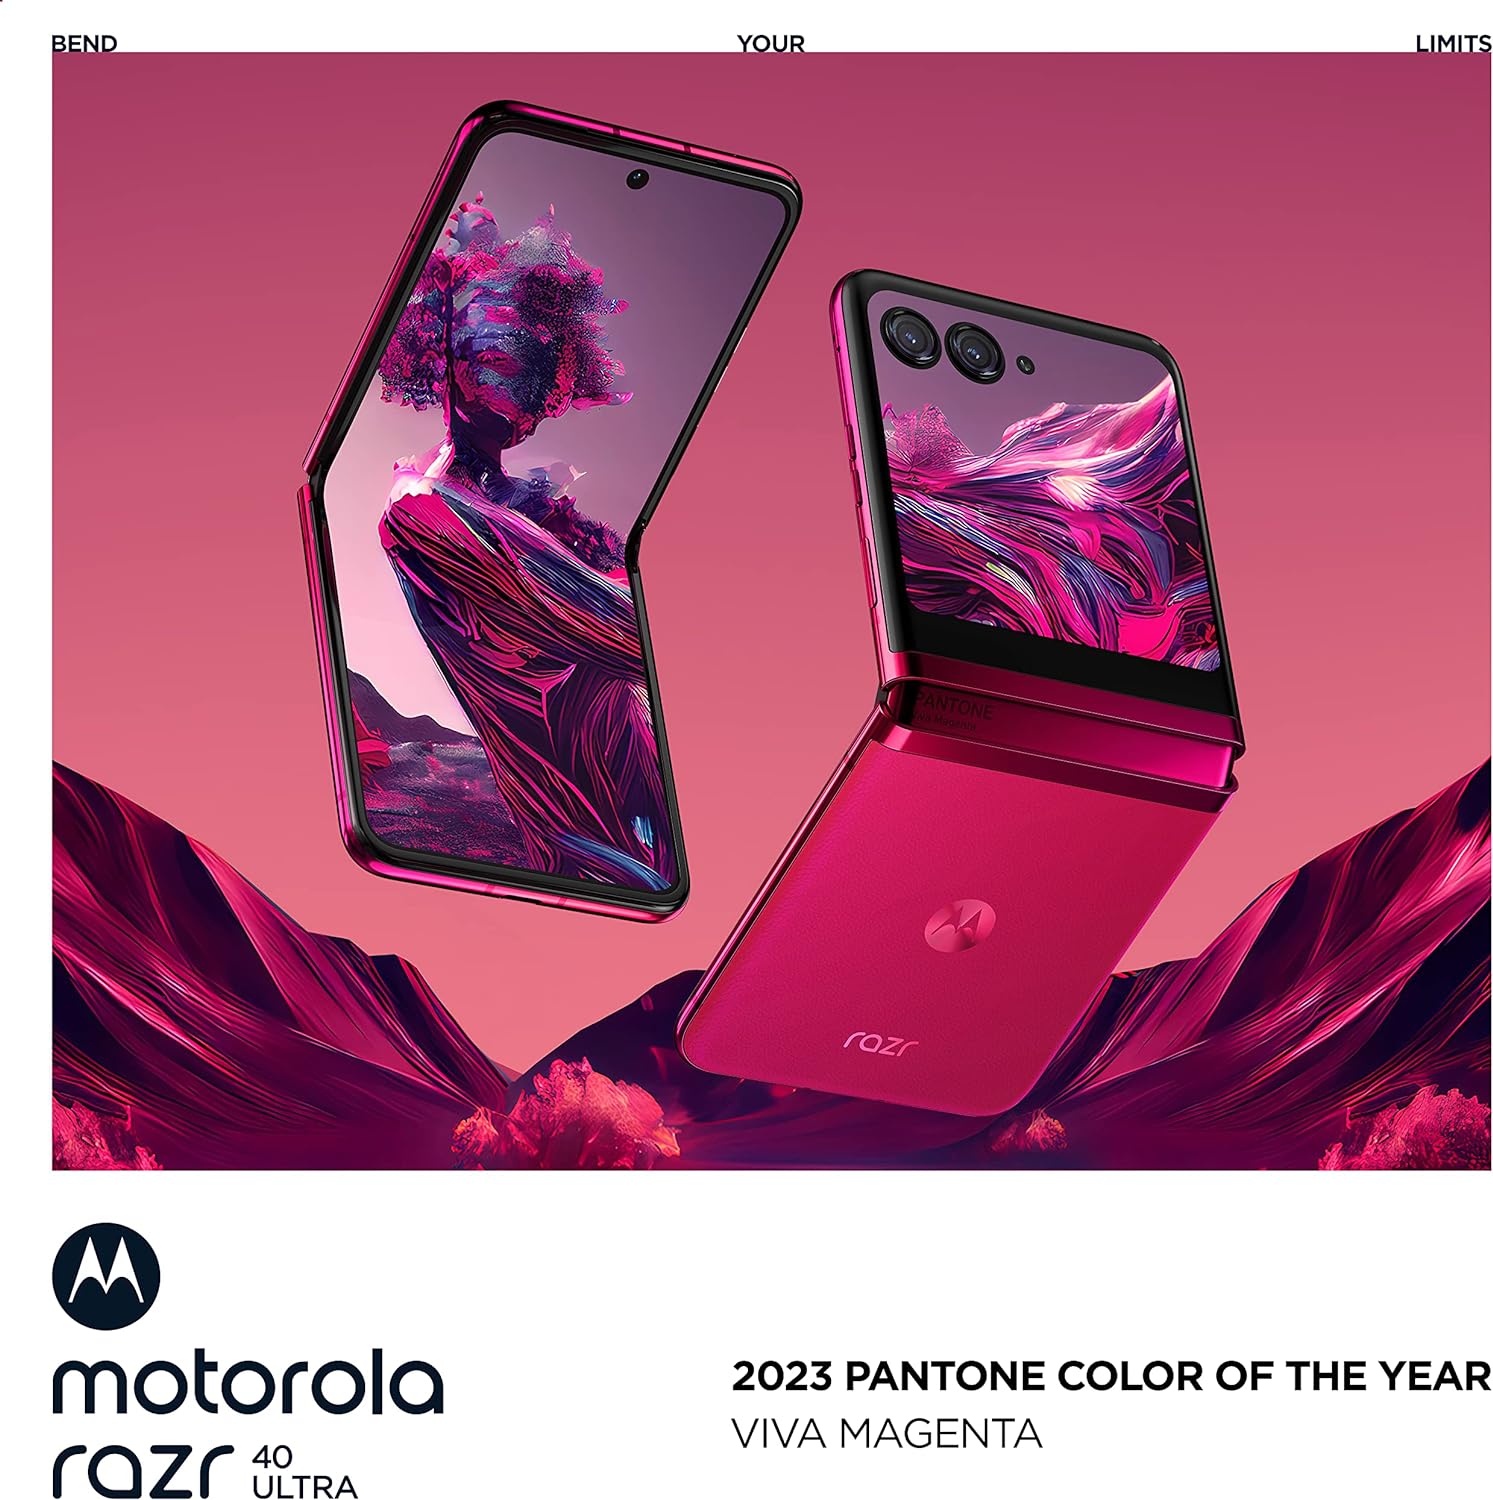 BEND YOUR LIMITS
PANTONE
Viva Magenta
razr
motorola
razr 40 ULTRA
2023 PANTONE COLOR OF THE YEAR
VIVA MAGENTA